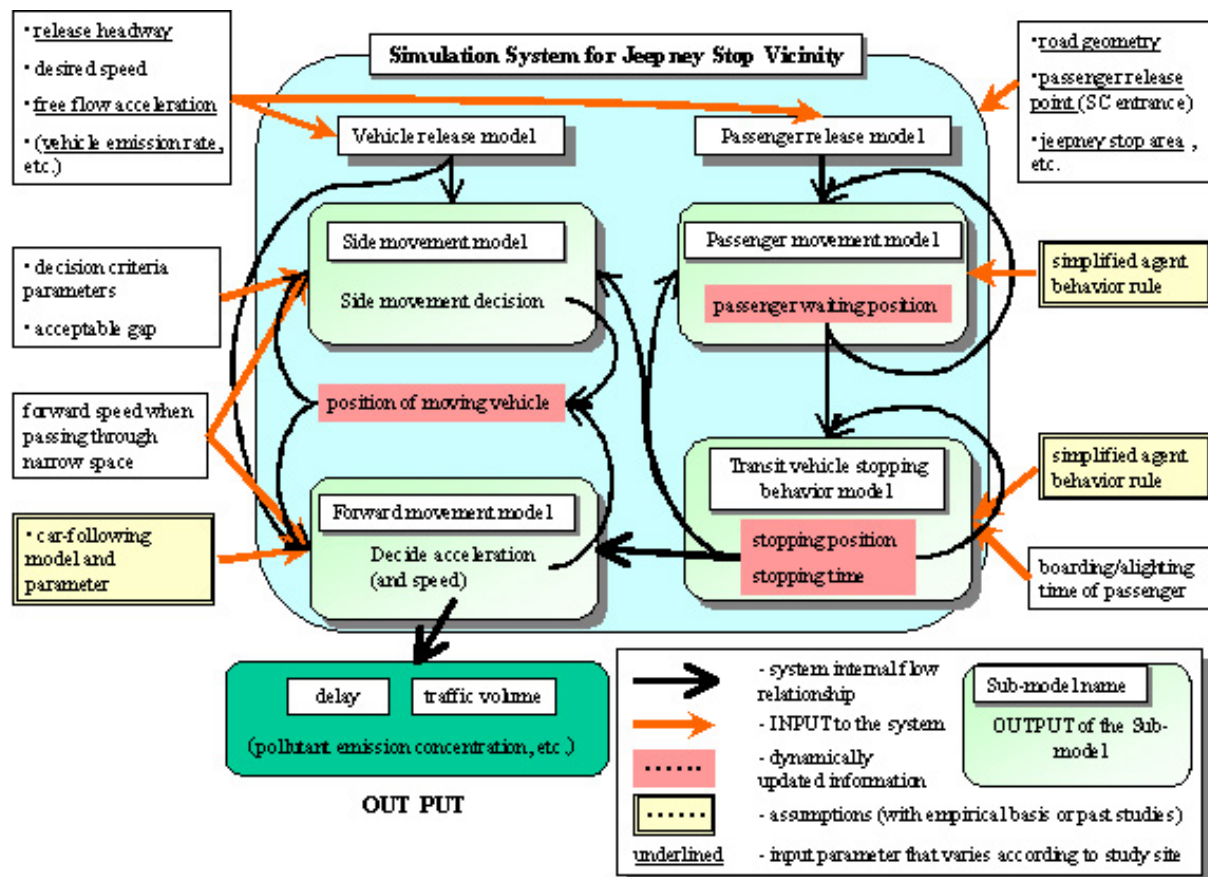 • release headway
• desired speed
• free flow acceleration
• (vehicle emission rate,
etc.)
Simulation System for Jeepney Stop Vicinity
• road geometry
• passenger release
point (SC entrance)
• jeepney stop area , 
etc.
Vehicle release model
Passenger release model
Side movement model
Side movement decision
Passenger movement model
passenger waiting position
• decision criteria
parameters
• acceptable gap
simplified agent
behavior rule
forward speed when
passing through
narrow space
position of moving vehicle
Transit vehicle stopping
behavior model
stopping position
stopping time
simplified agent
behavior rule
• car-following
model and
parameter
Forward movement model
Decide acceleration
(and speed)
boarding/alighting
time of passenger
delay
traffic volume
(pollutant emission concentration, etc.)
OUT PUT
- system internal flow
relationship
- INPUT to the system
- dynamically
updated information
- assumptions (with empirical basis or past studies)
underlined
- input parameter that varies according to study site
Sub-model name
OUTPUT of the Sub-
model